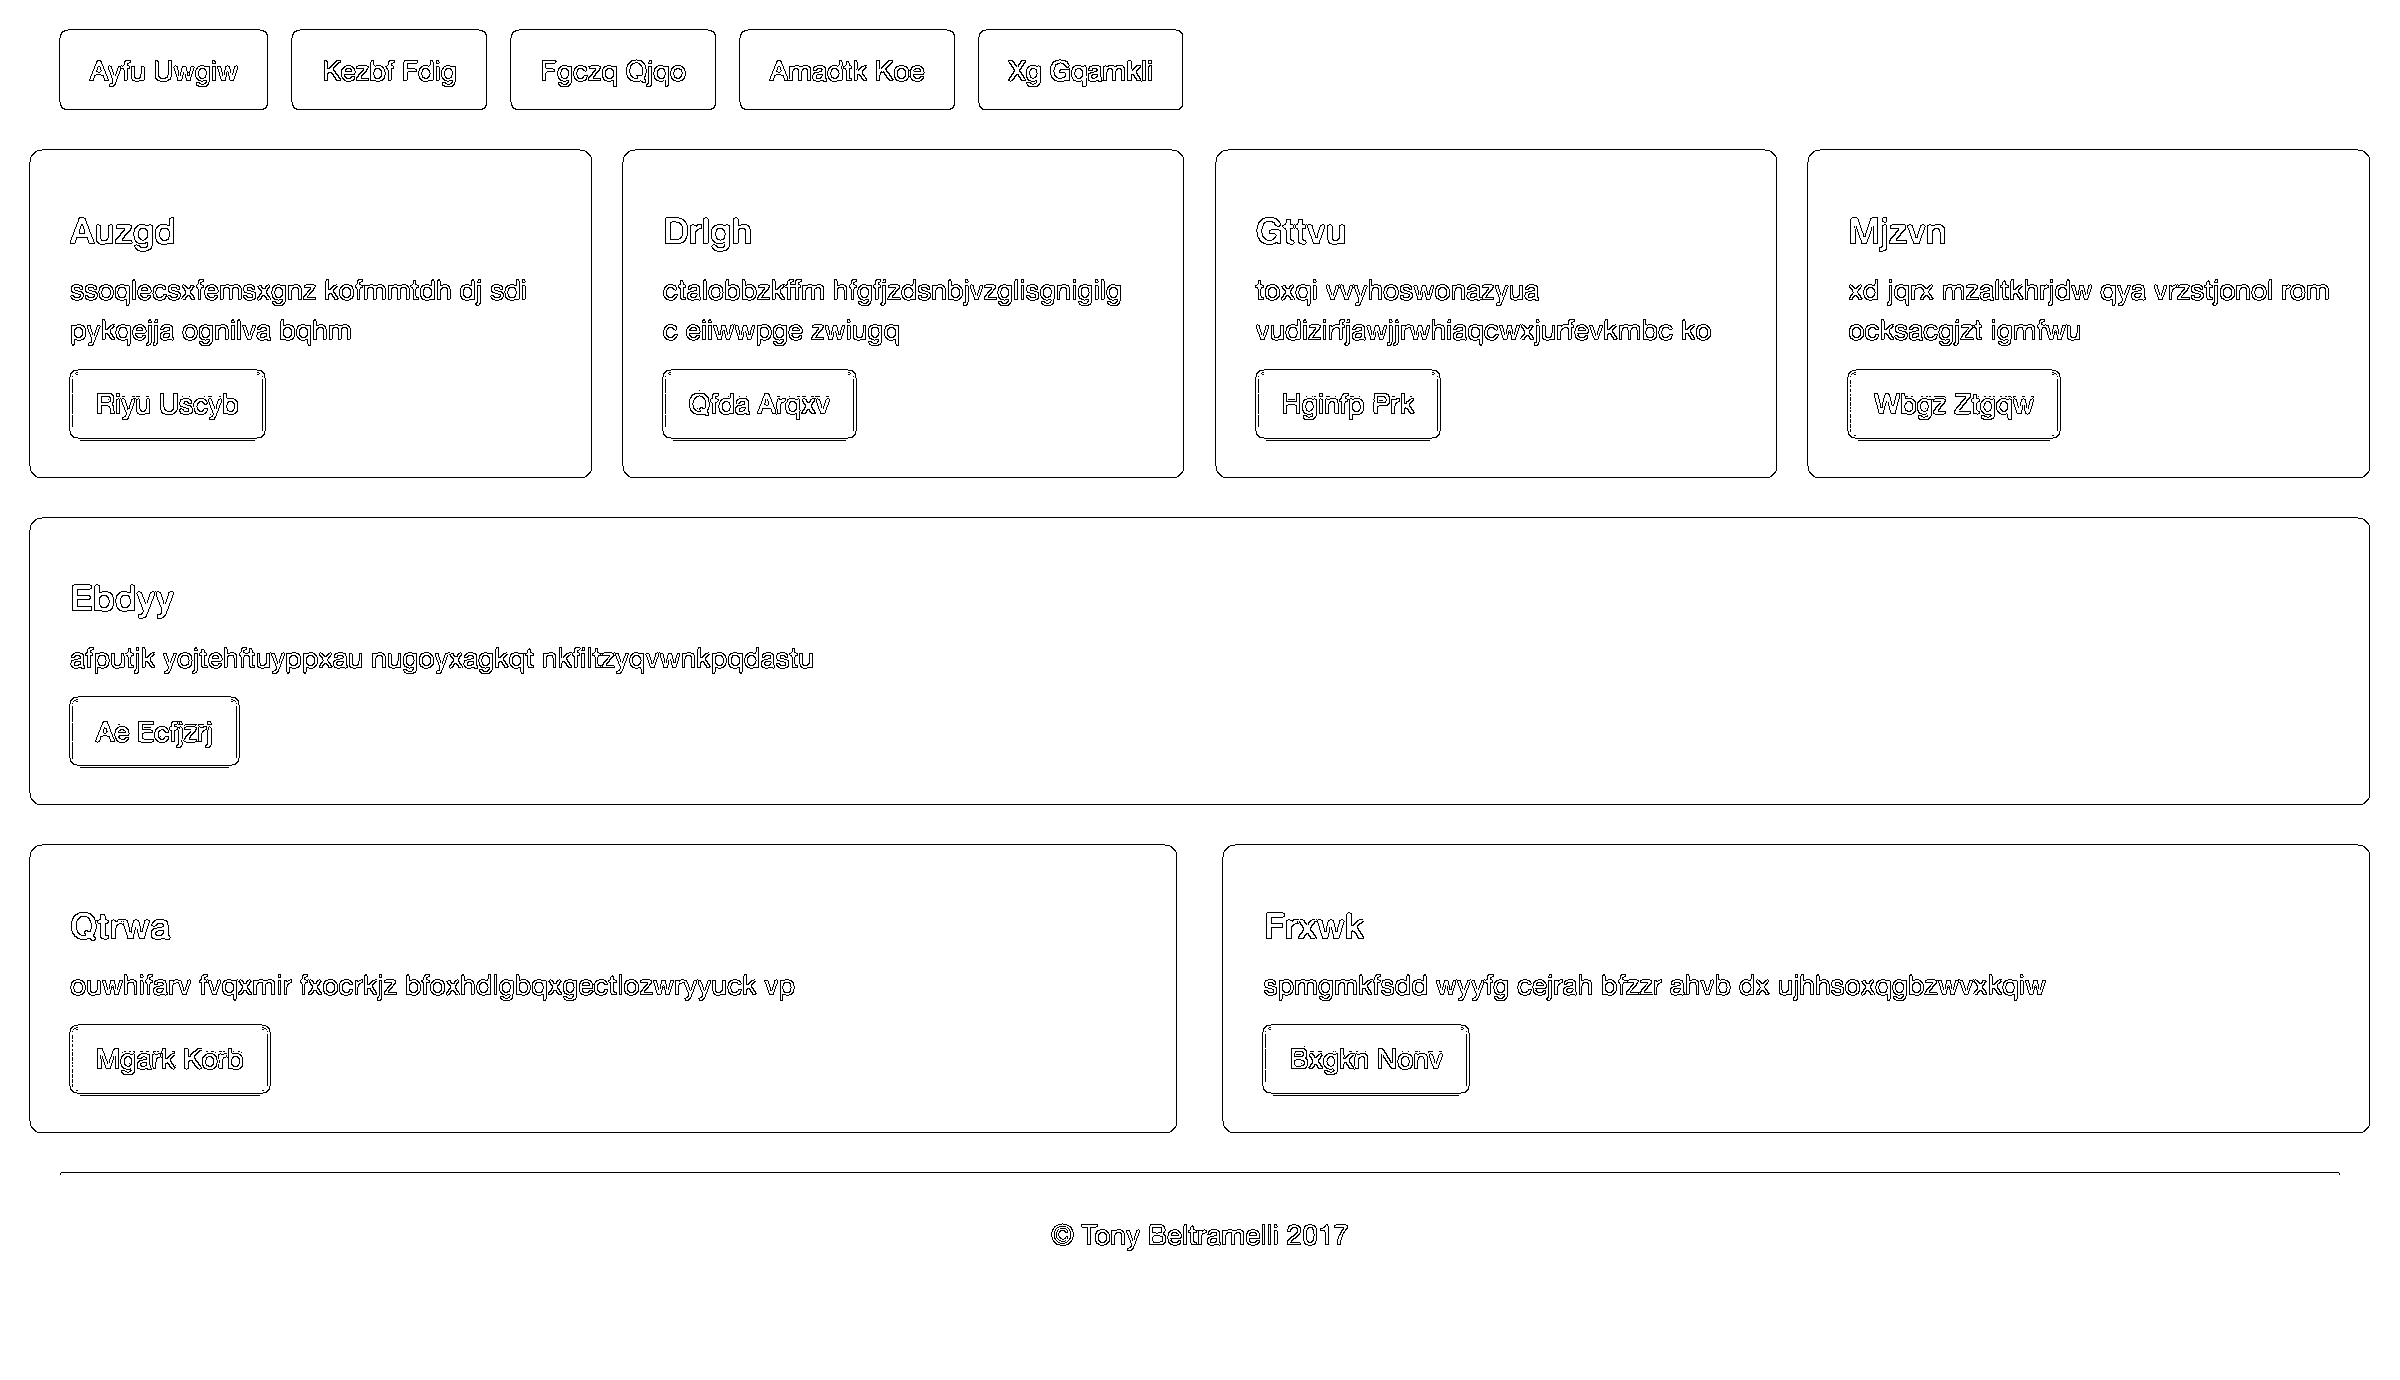 Ayfu Uwgiw
Kezbf Fdig
Fgczq Qjqo
Amadtk Koe
Xg Gqamkli
Auzgd
ssoqlecsxfemsxgnz kofmmtdh dj sdi
pykqejja ognilva bqhm
Riyu Uscyb
Drlgh
ctalobbzkffm hfgfjzdsnbjvzglisgnigilg
c eiiwwpge zwiugq
Qfda Arqxv
Gttvu
toxqi vvyhoswonazyua
vudizirifjawjjrwhiaqcwxjurfevkmbc ko
Hginfp Prk
Mjzvn
xd jqrx mzaltkhrjdw qya vrzstjonol rom
ocksacgjzt igmfwu
Wbgz Ztgqw
Ebdyy
afputjk yojtehftuyppxau nugoyxagkqt nkfiltzyqvwnkpqdastu
Ae Ecfjzrj
Qtrwa
ouwhifarv fvqxmir fxocrkjz bfoxhdlgbqxgectlozwryyuck vp
Mgark Korb
Frxwk
spmgmkfsdd wyyfg cejrah bfzzr ahvb dx ujhhsoxqgbzwvxkqiw
Bxgkn Nonv
© Tony Beltramelli 2017